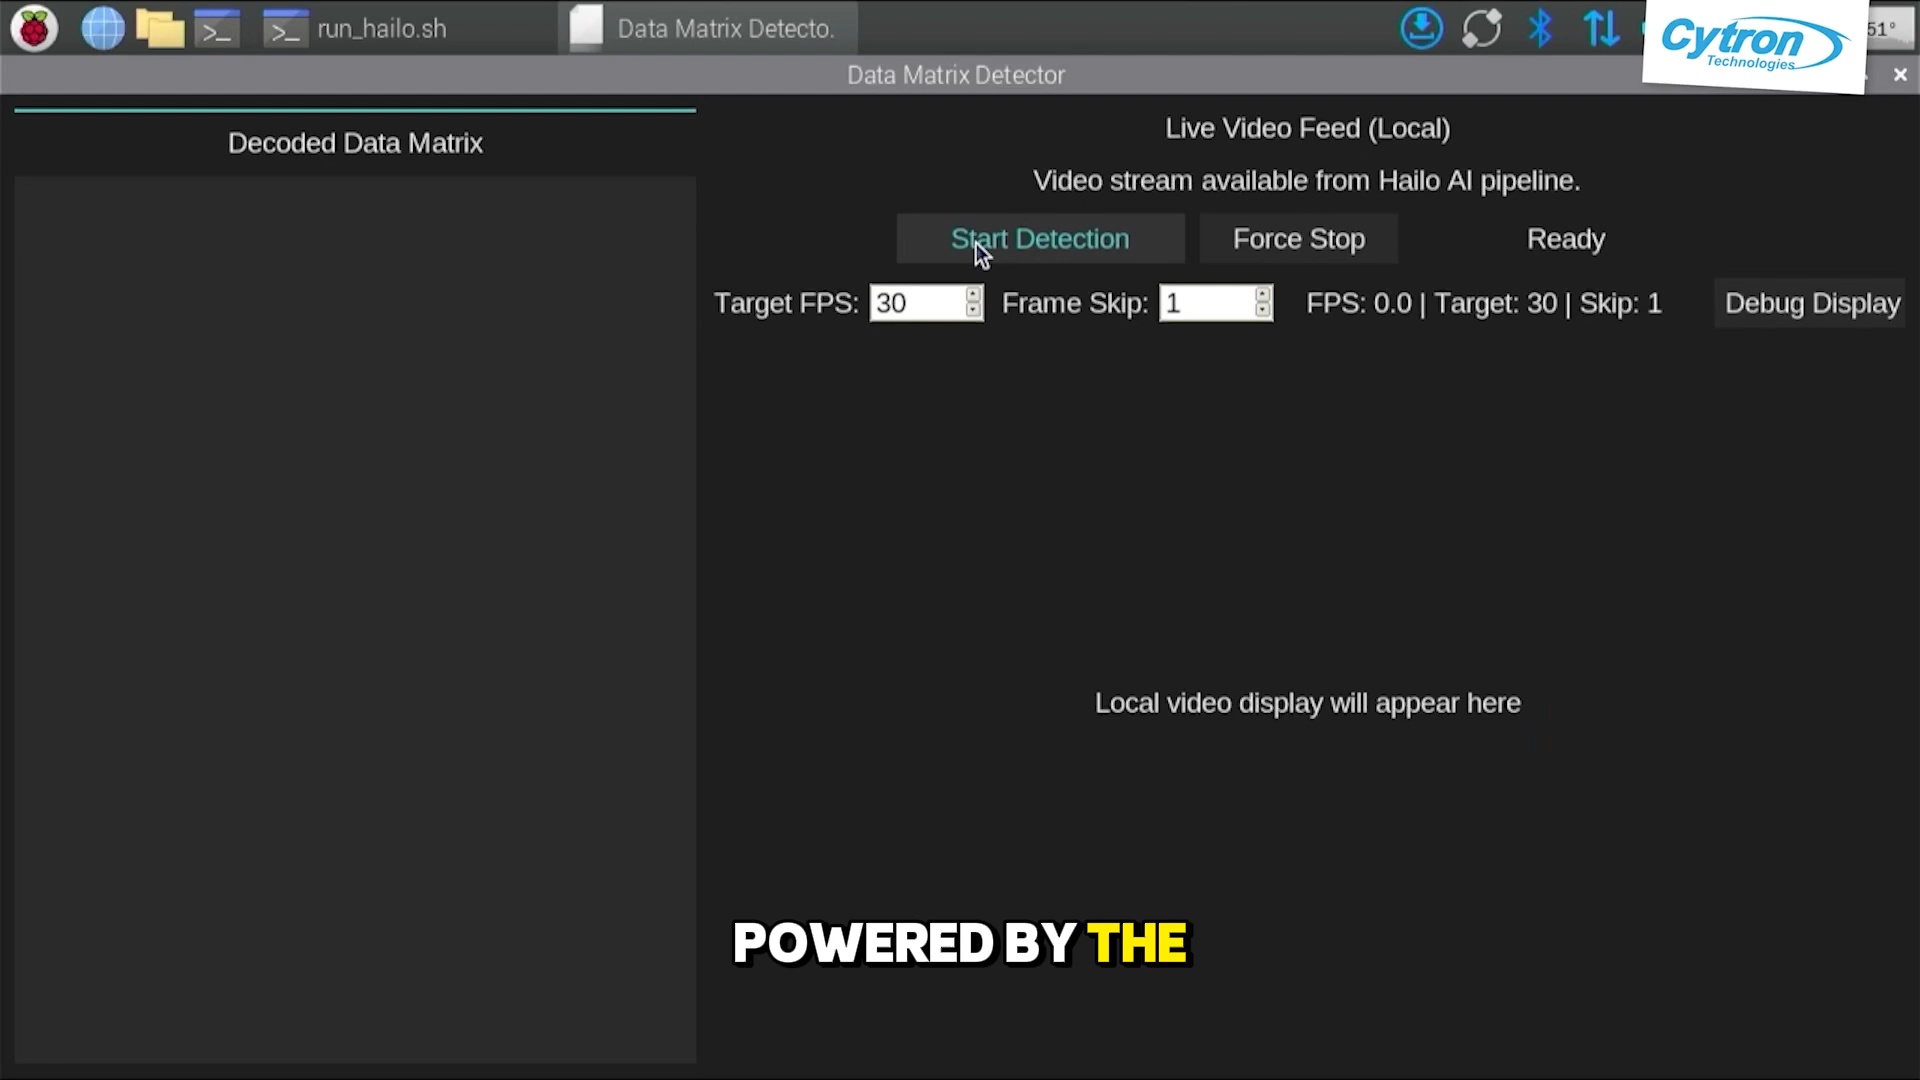 run_hailo.sh
Data Matrix Detecto.
51°
Cytron
Technologies
Data Matrix Detector
Decoded Data Matrix
Live Video Feed (Local)
Video stream available from Hailo AI pipeline.
Start Detection
Force Stop
Ready
Target FPS: 30
Frame Skip: 1
FPS: 0.0 | Target: 30 | Skip: 1
Debug Display
Local video display will appear here
POWERED BY THE